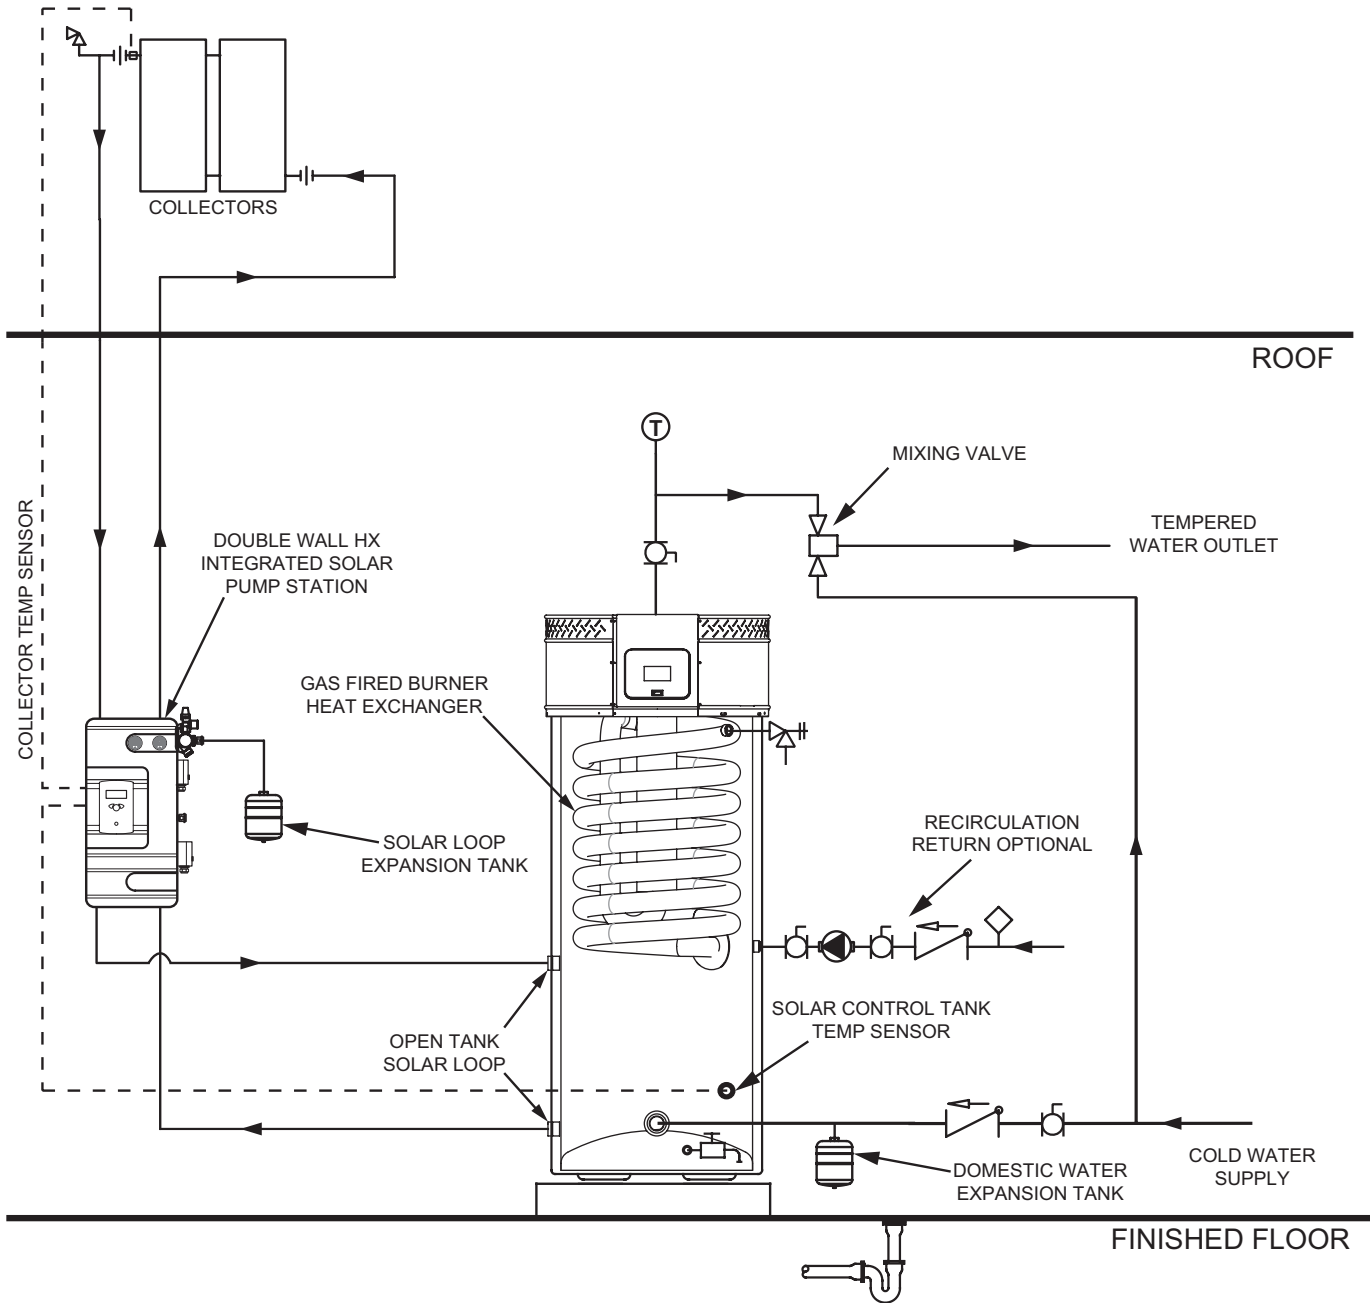 COLLECTORS
ROOF
T
MIXING VALVE
TEMPERED
WATER OUTLET
COLLECTOR TEMP SENSOR
DOUBLE WALL HX
INTEGRATED SOLAR
PUMP STATION
GAS FIRED BURNER
HEAT EXCHANGER
SOLAR LOOP
EXPANSION TANK
RECIRCULATION
RETURN OPTIONAL
SOLAR CONTROL TANK
TEMP SENSOR
OPEN TANK
SOLAR LOOP
DOMESTIC WATER
EXPANSION TANK
COLD WATER
SUPPLY
FINISHED FLOOR